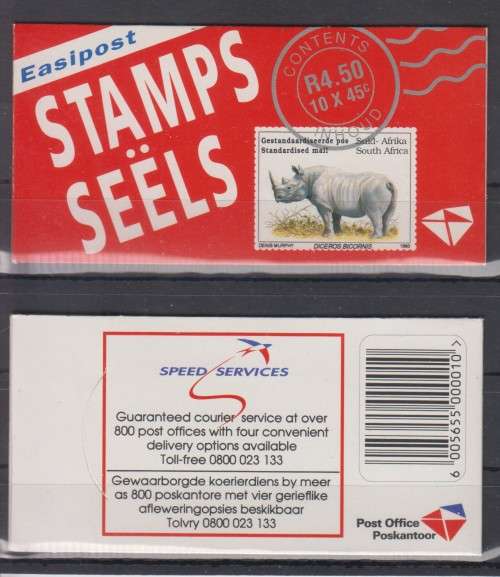 Easipost
STAMPS
SEËLS
CONTENTS
R4.50
10 X 45c
INHOUD
Gestandaardiseerde pos Suid-Afrika
Standardised mail South Africa
DENIS MURPHY DICEROS BICORNIS 1993
SPEED SERVICES
Guaranteed courier service at over
800 post offices with four convenient
delivery options available
Toll-free 0800 023 133
Gewaarborgde koerierdiens by meer
as 800 poskantore met vier gerieflike
afleweringopsies beskikbaar
Tolvry 0800 023 133
6 005655 000010 >
Post Office
Poskantoor